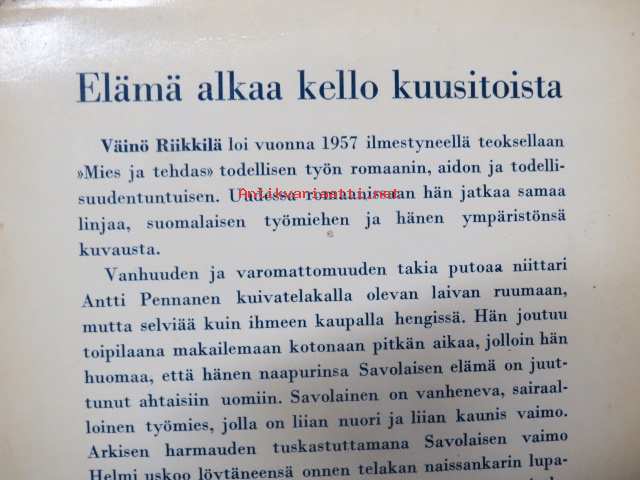 Elämä alkaa kello kuusitoista
Väinö Riikkilä loi vuonna 1957 ilmestyneellä teoksellaan
»Mies ja tehdas» todellisen työn romaanin, aidon ja todelli-
suudentuntuisen. Uudessa romaanissaan hän jatkaa samaa
Antikvariaatti.net
linjaa, suomalaisen työmiehen ja hänen ympäristönsä
kuvausta.
Vanhuuden ja varomattomuuden takia putoaa niittari
Antti Pennanen kuivatelakalla olevan laivan ruumaan,
mutta selviää kuin ihmeen kaupalla hengissä. Hän joutuu
toipilaana makailemaan kotonaan pitkän aikaa, jolloin hän
huomaa, että hänen naapurinsa Savolaisen elämä on juut-
tunut ahtaisiin uomiin. Savolainen on vanheneva, sairaal-
loinen työmies, jolla on liian nuori ja liian kaunis vaimo.
Arkisen harmauden tuskastuttamana Savolaisen vaimo
Helmi uskoo löytäneensä onnen telakan naissankarin lupa-